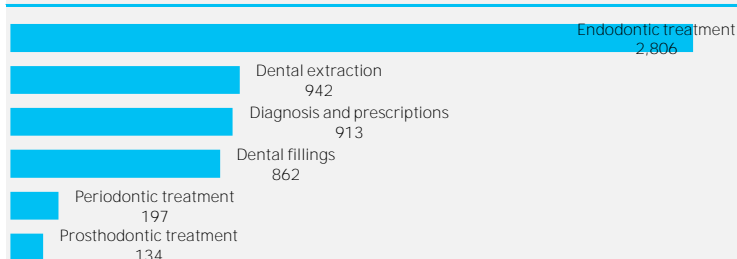 Endodontic treatment
2,806
Dental extraction
942
Diagnosis and prescriptions
913
Dental fillings
862
Periodontic treatment
197
Prosthodontic treatment
134